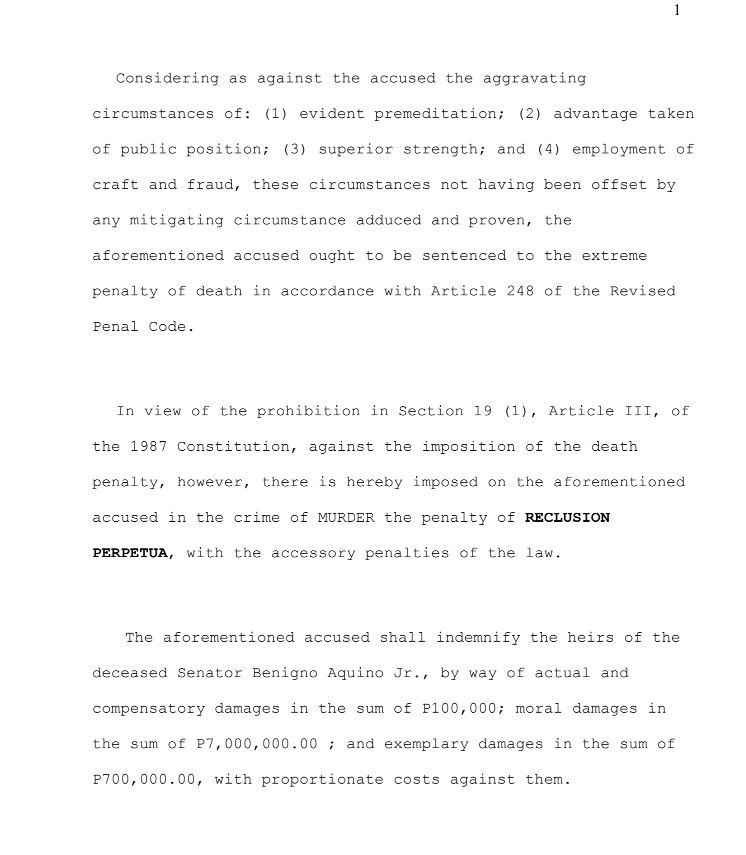 1
Considering as against the accused the aggravating
circumstances of: (1) evident premeditation; (2) advantage taken
of public position; (3) superior strength; and (4) employment of
craft and fraud, these circumstances not having been offset by
any mitigating circumstance adduced and proven, the
aforementioned accused ought to be sentenced to the extreme
penalty of death in accordance with Article 248 of the Revised
Penal Code.
In view of the prohibition in Section 19 (1), Article III, of
the 1987 Constitution, against the imposition of the death
penalty, however, there is hereby imposed on the aforementioned
accused in the crime of MURDER the penalty of RECLUSION
PERPETUA, with the accessory penalties of the law.
The aforementioned accused shall indemnify the heirs of the
deceased Senator Benigno Aquino Jr., by way of actual and
compensatory damages in the sum of P100,000; moral damages in
the sum of P7,000,000.00 ; and exemplary damages in the sum of
P700,000.00, with proportionate costs against them.